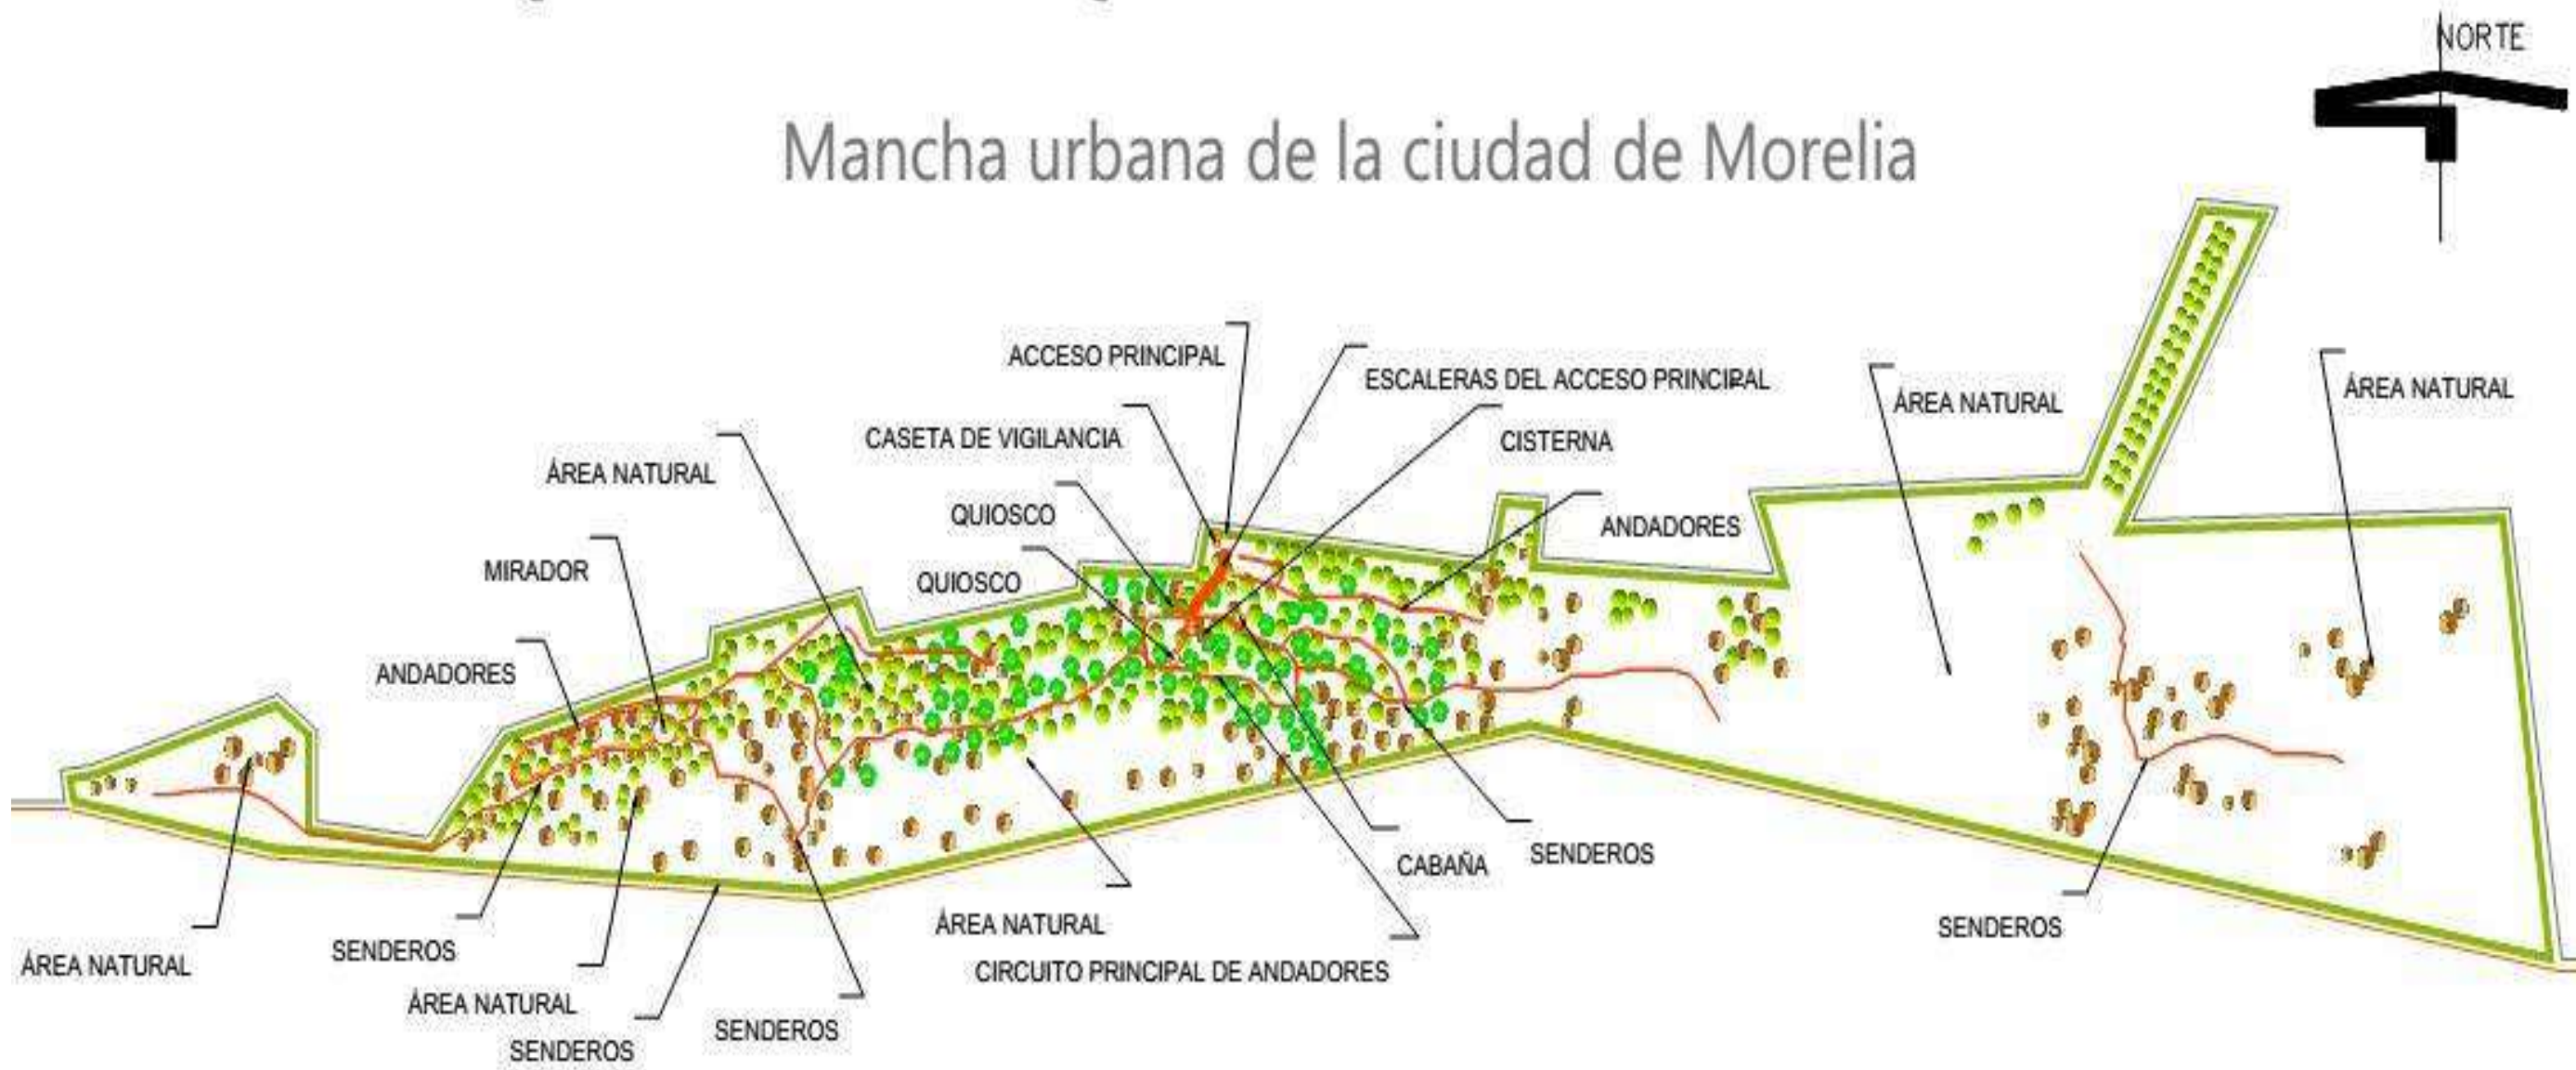 NORTE
Mancha urbana de la ciudad de Morelia
ACCESO PRINCIPAL
ESCALERAS DEL ACCESO PRINCIPAL
ÁREA NATURAL
ÁREA NATURAL
CASETA DE VIGILANCIA
CISTERNA
ÁREA NATURAL
QUIOSCO
ANDADORES
MIRADOR
QUIOSCO
ANDADORES
CABAÑA
SENDEROS
ÁREA NATURAL
SENDEROS
ÁREA NATURAL
SENDEROS
CIRCUITO PRINCIPAL DE ANDADORES
ÁREA NATURAL
SENDEROS
SENDEROS